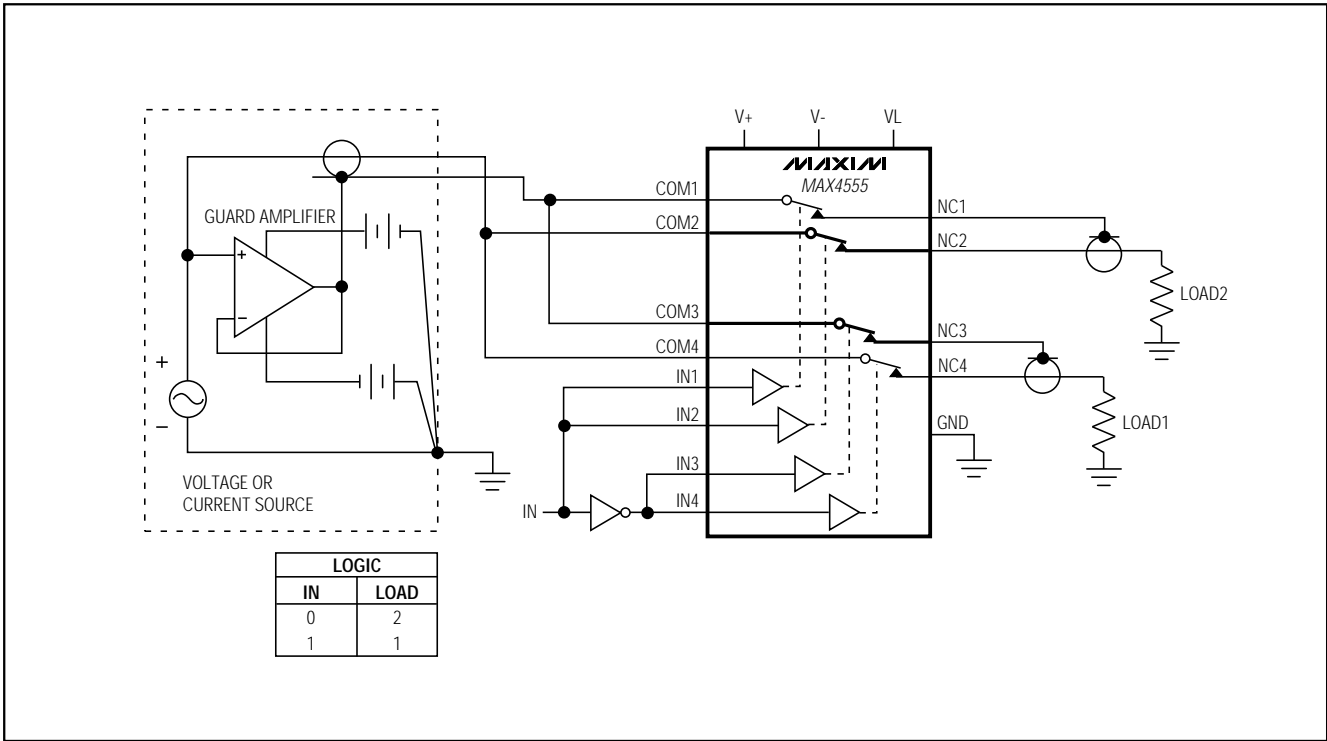 V+ V- VL
MAXIM
MAX4555
GUARD AMPLIFIER
+
−
+
−
VOLTAGE OR
CURRENT SOURCE
COM1
COM2
COM3
COM4
IN1
IN2
IN3
IN4
IN
NC1
NC2
NC3
NC4
GND
LOAD2
LOAD1
LOGIC
IN LOAD
0 2
1 1